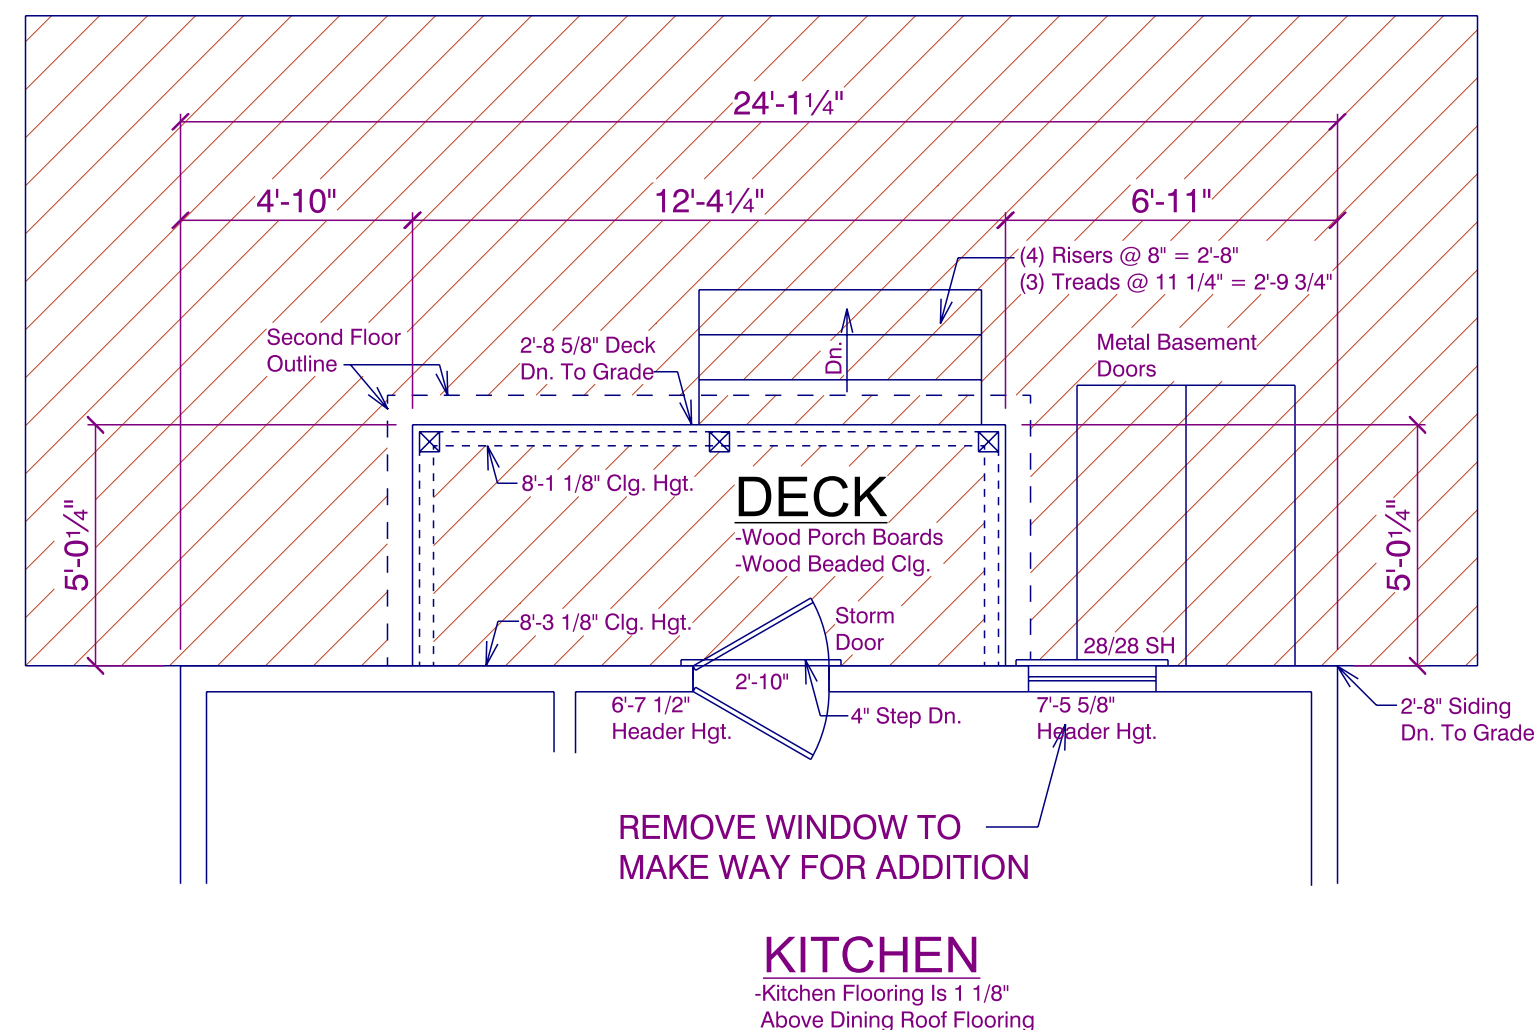 24'-1¼"
4'-10"
12'-4¼"
6'-11"
(4) Risers @ 8" = 2'-8"
(3) Treads @ 11 1/4" = 2'-9 3/4"
Second Floor
Outline
2'-8 5/8" Deck
Dn. To Grade
Dn.
Metal Basement
Doors
5'-0¼"
8'-1 1/8" Clg. Hgt.
DECK
-Wood Porch Boards
-Wood Beaded Clg.
5'-0¼"
8'-3 1/8" Clg. Hgt.
Storm
Door
28/28 SH
2'-10"
6'-7 1/2"
Header Hgt.
4" Step Dn.
7'-5 5/8"
Header Hgt.
2'-8" Siding
Dn. To Grade
REMOVE WINDOW TO
MAKE WAY FOR ADDITION
KITCHEN
-Kitchen Flooring Is 1 1/8"
Above Dining Roof Flooring